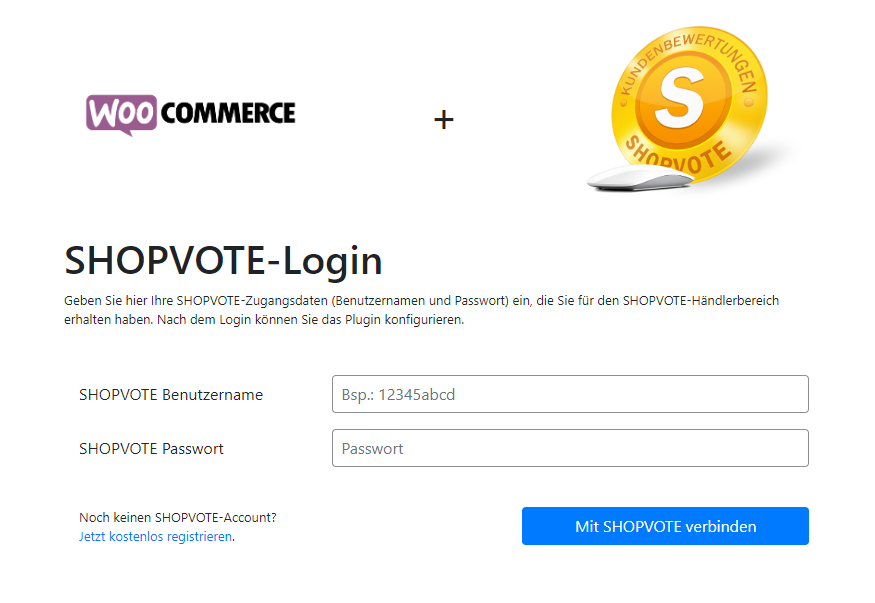 WOO COMMERCE
+
KUNDENBEWERTUNGEN
S
SHOPVOTE
SHOPVOTE-Login
Geben Sie hier Ihre SHOPVOTE-Zugangsdaten (Benutzernamen und Passwort) ein, die Sie für den SHOPVOTE-Händlerbereich
erhalten haben. Nach dem Login können Sie das Plugin konfigurieren.
SHOPVOTE Benutzername
Bsp.: 12345abcd
SHOPVOTE Passwort
Passwort
Noch keinen SHOPVOTE-Account?
Jetzt kostenlos registrieren.
Mit SHOPVOTE verbinden